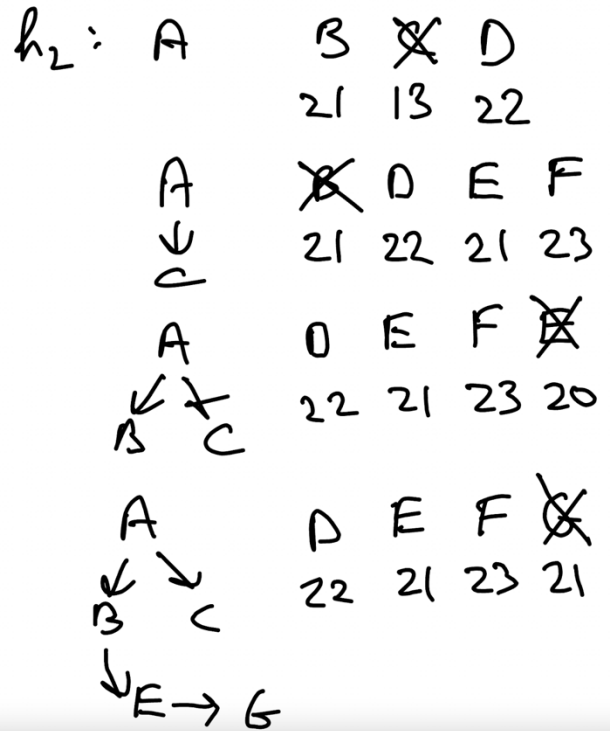 h₂: A B C D
21 13 22
A B D E F
↓ 21 22 21 23
C
A D E F E
22 21 23 20
B C
A D E F G
22 21 23 21
B C
E → G